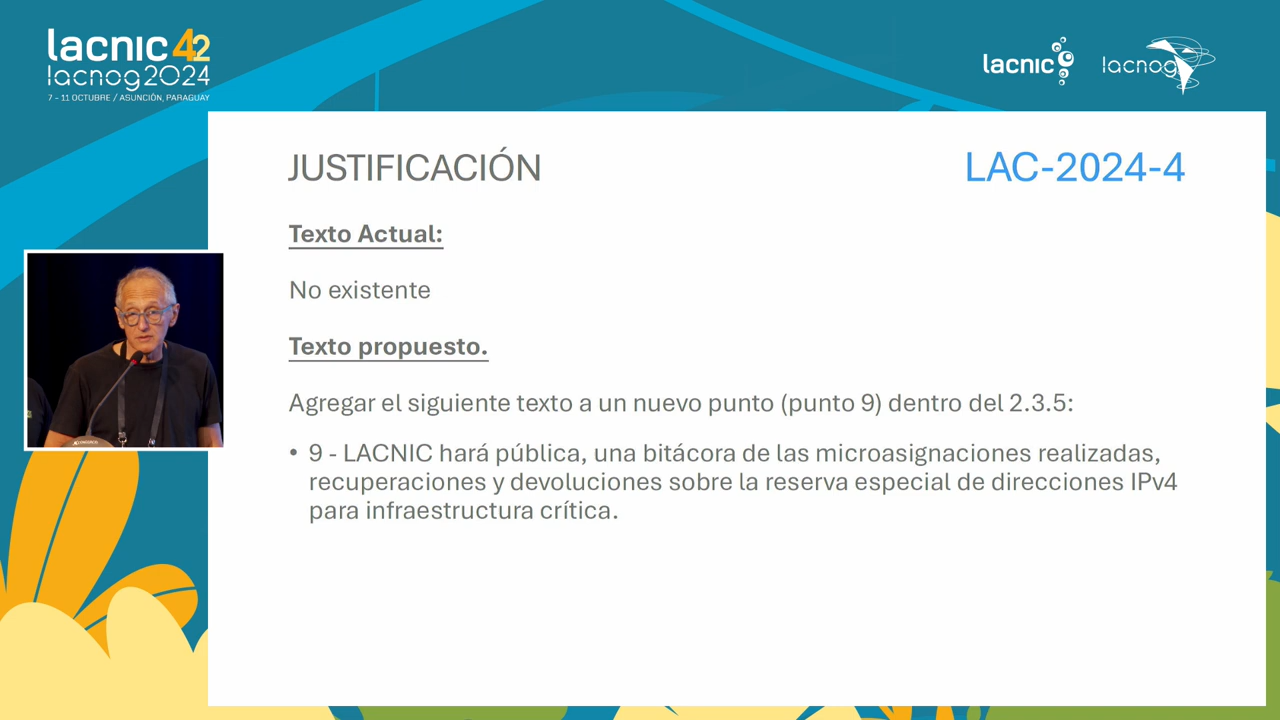 lacnic 42
lacnog2024
7 - 11 OCTUBRE / ASUNCIÓN, PARAGUAY
lacnic
lacnog
JUSTIFICACIÓN
LAC-2024-4
Texto Actual:
No existente
Texto propuesto.
Agregar el siguiente texto a un nuevo punto (punto 9) dentro del 2.3.5:
• 9 - LACNIC hará pública, una bitácora de las microasignaciones realizadas,
recuperaciones y devoluciones sobre la reserva especial de direcciones IPv4
para infraestructura crítica.